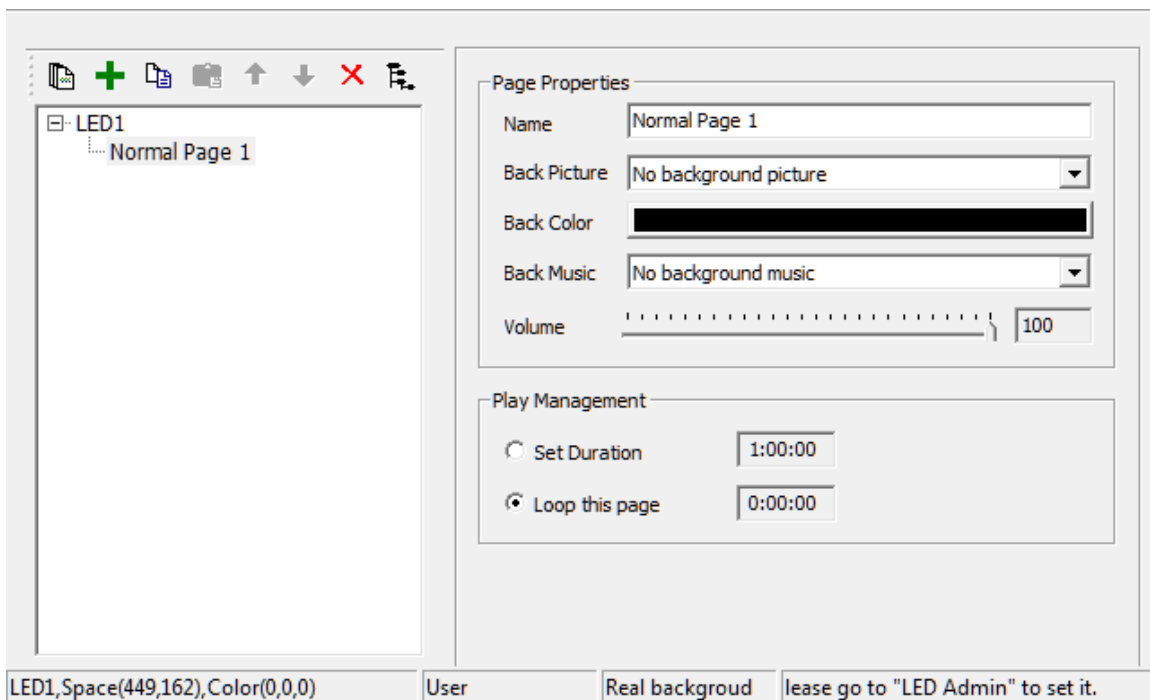 LED1
Normal Page 1
Page Properties
Name Normal Page 1
Back Picture No background picture
Back Color
Back Music No background music
Volume 100
Play Management
Set Duration 1:00:00
Loop this page 0:00:00
LED1,Space(449,162),Color(0,0,0) User Real backgroud lease go to "LED Admin" to set it.